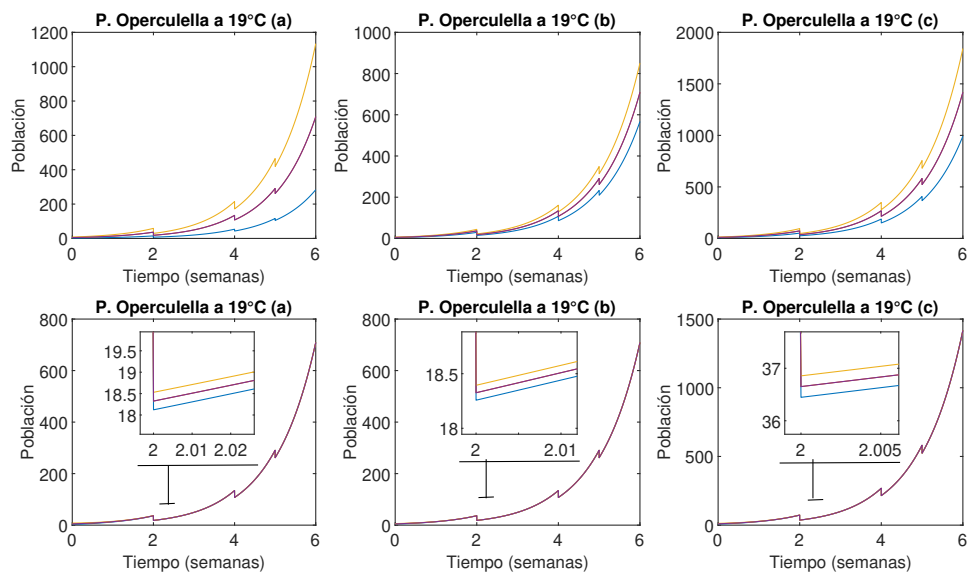 P. Operculella a 19°C (a)
1200
1000
800
600
400
200
0
0 2 4 6
Población
Tiempo (semanas)
P. Operculella a 19°C (b)
1000
800
600
400
200
0
0 2 4 6
Población
Tiempo (semanas)
P. Operculella a 19°C (c)
2000
1500
1000
500
0
0 2 4 6
Población
Tiempo (semanas)
P. Operculella a 19°C (a)
800
600
400
200
0
0 2 4 6
Población
Tiempo (semanas)
19.5
19
18.5
18
2 2.01 2.02
P. Operculella a 19°C (b)
800
600
400
200
0
0 2 4 6
Población
Tiempo (semanas)
18.5
18
2 2.01
P. Operculella a 19°C (c)
1500
1000
500
0
0 2 4 6
Población
Tiempo (semanas)
37
36
2 2.005